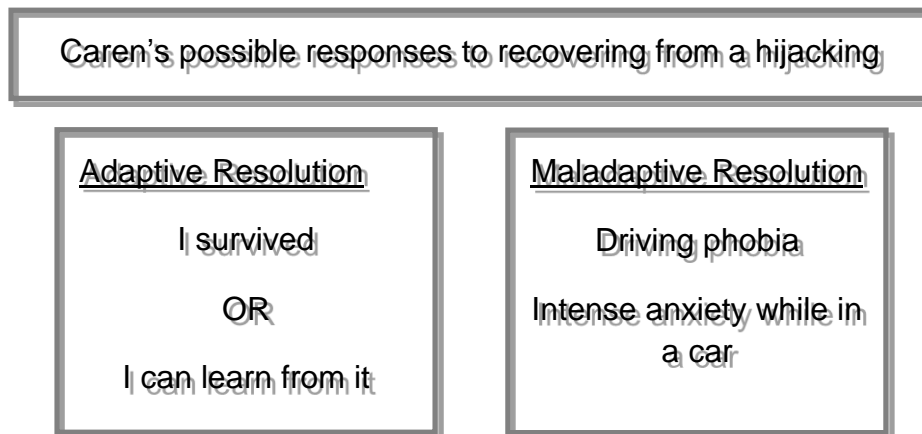 Caren’s possible responses to recovering from a hijacking
Adaptive Resolution
I survived
OR
I can learn from it
Maladaptive Resolution
Driving phobia
Intense anxiety while in
a car